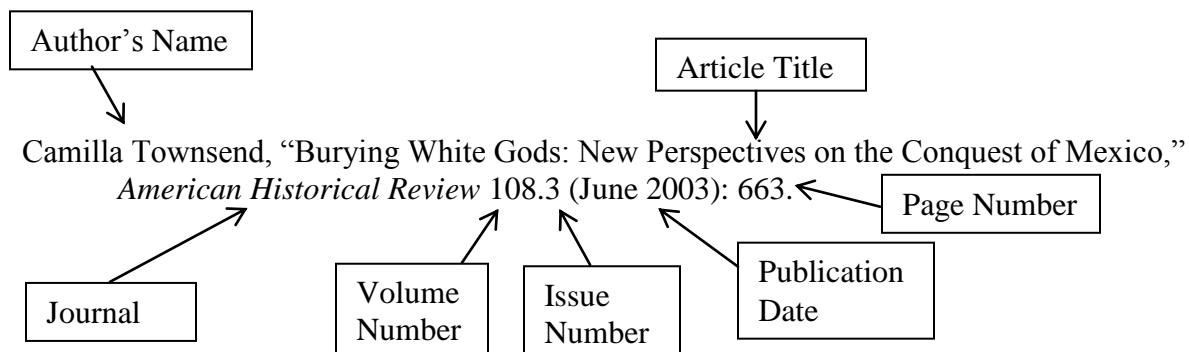 Author’s Name
Article Title
Camilla Townsend, “Burying White Gods: New Perspectives on the Conquest of Mexico,”
American Historical Review 108.3 (June 2003): 663.
Page Number
Journal
Volume
Number
Issue
Number
Publication
Date